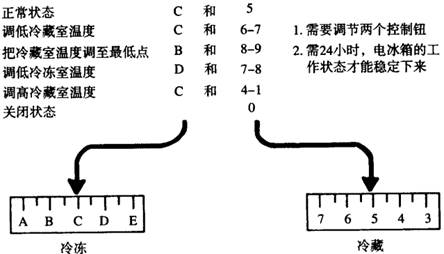 正常状态 C 和 5
调低冷藏室温度 C 和 6-7
把冷藏室温度调至最低点 B 和 8-9
调低冷冻室温度 D 和 7-8
调高冷藏室温度 C 和 4-1
关闭状态 0
1. 需要调节两个控制钮
2. 需24小时，电冰箱的工
作状态才能稳定下来
A B C D E
冷冻
7 6 5 4 3
冷藏